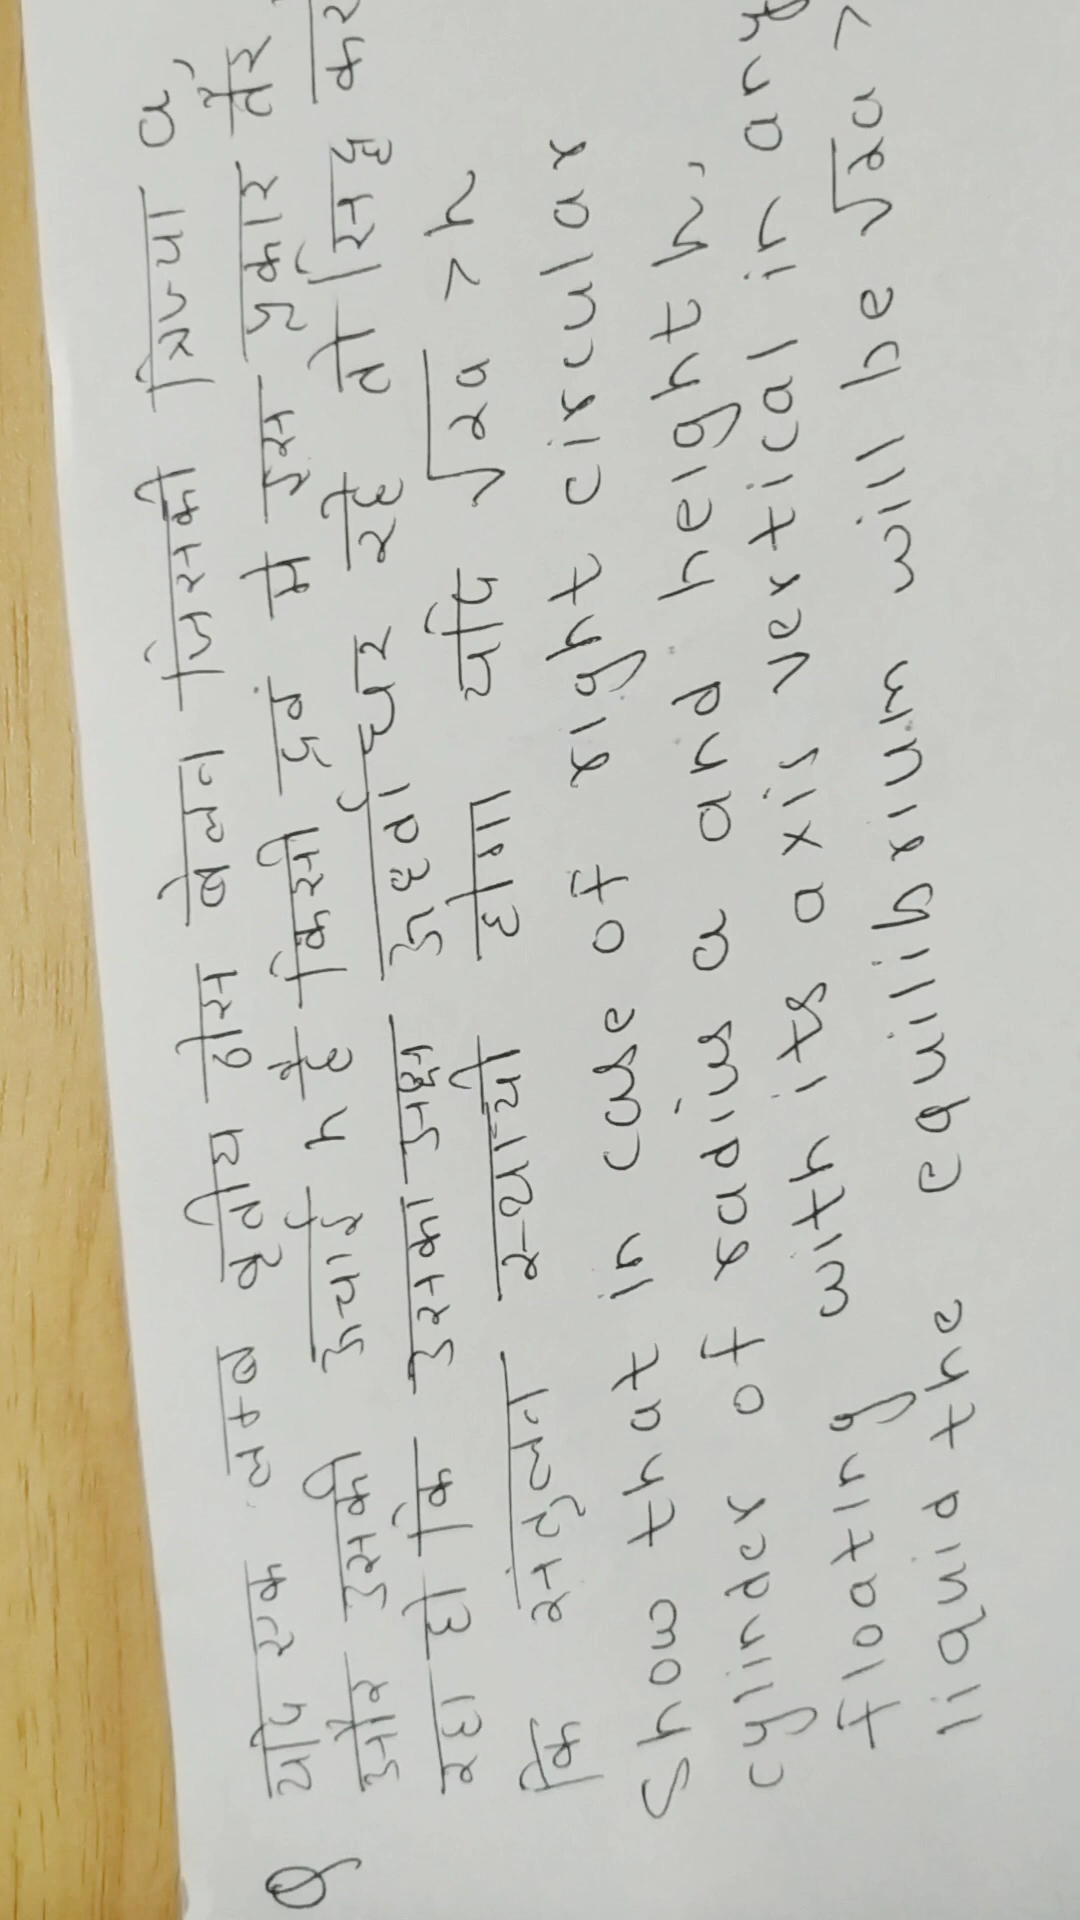 Q यदि एक लम्ब वृतीय ठोस बेलन जिसकी त्रिज्या a,
और उसकी ऊचाई h है किसी द्रव में इस प्रकार तैर
रहा हो कि उसका अक्ष ऊर्ध्वाधर रहे तो सिद्ध कर
कि संतुलन स्थायी होगा यदि √2a > h
Show that in case of right circular
cylinder of radius a and height h,
floating with its axis vertical in any
liquid the equilibrium will be √2a >